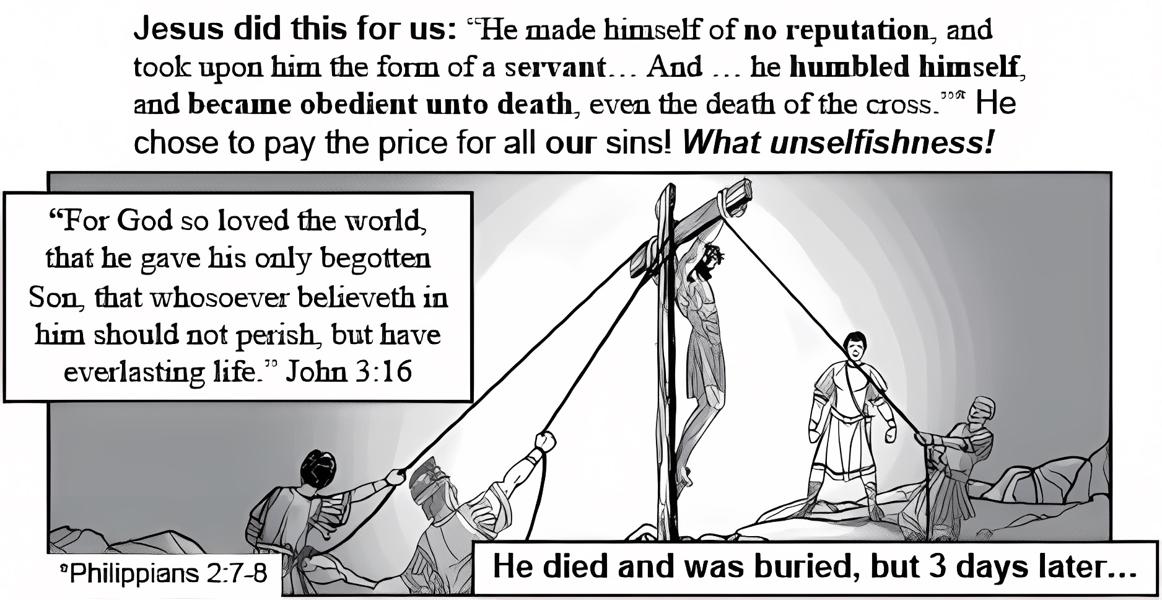 Jesus did this for us: “He made himself of no reputation, and
took upon him the form of a servant... And ... he humbled himself,
and became obedient unto death, even the death of the cross.”* He
chose to pay the price for all our sins! What unselfishness!
“For God so loved the world,
that he gave his only begotten
Son, that whosoever believeth in
him should not perish, but have
everlasting life.” John 3:16
*Philippians 2:7-8
He died and was buried, but 3 days later...